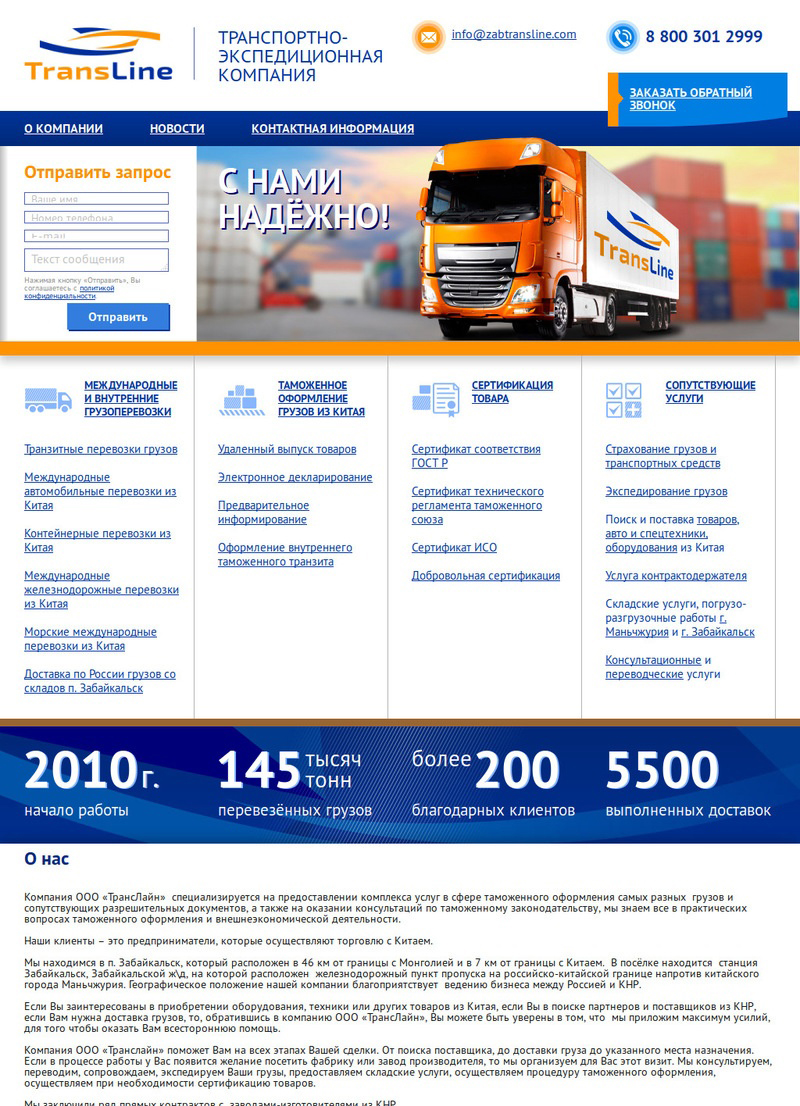 TransLine
ТРАНСПОРТНО-
ЭКСПЕДИЦИОННАЯ
КОМПАНИЯ
info@zabtransline.com
8 800 301 2999
ЗАКАЗАТЬ ОБРАТНЫЙ
ЗВОНОК
О КОМПАНИИ
НОВОСТИ
КОНТАКТНАЯ ИНФОРМАЦИЯ
Отправить запрос
Ваше имя
Номер телефона
E-mail
Текст сообщения
Нажимая кнопку «Отправить», Вы
соглашаетесь с политикой
конфиденциальности
Отправить
С НАМИ
НАДЁЖНО!
TransLine
МЕЖДУНАРОДНЫЕ
И ВНУТРЕННИЕ
ГРУЗОПЕРЕВОЗКИ
Транзитные перевозки грузов
Международные
автомобильные перевозки из
Китая
Контейнерные перевозки из
Китая
Международные
железнодорожные перевозки
из Китая
Морские международные
перевозки из Китая
Доставка по России грузов со
складов п. Забайкальск
ТАМОЖЕННОЕ
ОФОРМЛЕНИЕ
ГРУЗОВ ИЗ КИТАЯ
Удаленный выпуск товаров
Электронное декларирование
Предварительное
информирование
Оформление внутреннего
таможенного транзита
СЕРТИФИКАЦИЯ
ТОВАРА
Сертификат соответствия
ГОСТ Р
Сертификат технического
регламента таможенного
союза
Сертификат ИСО
Добровольная сертификация
СОПУТСТВУЮЩИЕ
УСЛУГИ
Страхование грузов и
транспортных средств
Экспедирование грузов
Поиск и поставка товаров,
авто и спецтехники,
оборудования из Китая
Услуга контрактодержателя
Складские услуги, погрузо-
разгрузочные работы г.
Маньчжурия и г. Забайкальск
Консультационные и
переводческие услуги
2010 г.
начало работы
145 тысяч
тонн
перевезённых грузов
более 200
благодарных клиентов
5500
выполненных доставок
О нас
Компания ООО «ТрансЛайн»  специализируется на предоставлении комплекса услуг в сфере таможенного оформления самых разных  грузов и
сопутствующих разрешительных документов, а также на оказании консультаций по таможенному законодательству, мы знаем все в практических
вопросах таможенного оформления и внешнеэкономической деятельности.
Наши клиенты – это предприниматели, которые осуществляют торговлю с Китаем.
Мы находимся в п. Забайкальск, который расположен в 46 км от границы с Монголией и в 7 км от границы с Китаем.  В посёлке находится  станция
Забайкальск, Забайкальской ж\д, на которой расположен  железнодорожный пункт пропуска на российско-китайской границе напротив китайского
города Маньчжурия. Географическое положение нашей компании благоприятствует  ведению бизнеса между Россией и КНР.
Если Вы заинтересованы в приобретении оборудования, техники или других товаров из Китая, если Вы в поиске партнеров и поставщиков из КНР,
если Вам нужна доставка грузов, то, обратившись в компанию ООО «ТрансЛайн», Вы можете быть уверены в том, что  мы приложим максимум усилий,
для того чтобы оказать Вам всестороннюю помощь.
Компания ООО «Транслайн» поможет Вам на всех этапах Вашей сделки. От поиска поставщика, до доставки груза до указанного места назначения.
Если в процессе работы у Вас появится желание посетить фабрику или завод производителя, то мы организуем для Вас этот визит. Мы консультируем,
переводим, сопровождаем, экспедируем Ваши грузы, предоставляем складские услуги, осуществляем процедуру таможенного оформления,
осуществляем при необходимости сертификацию товаров.
Мы заключили ряд прямых контрактов с  заводами-изготовителями из КНР